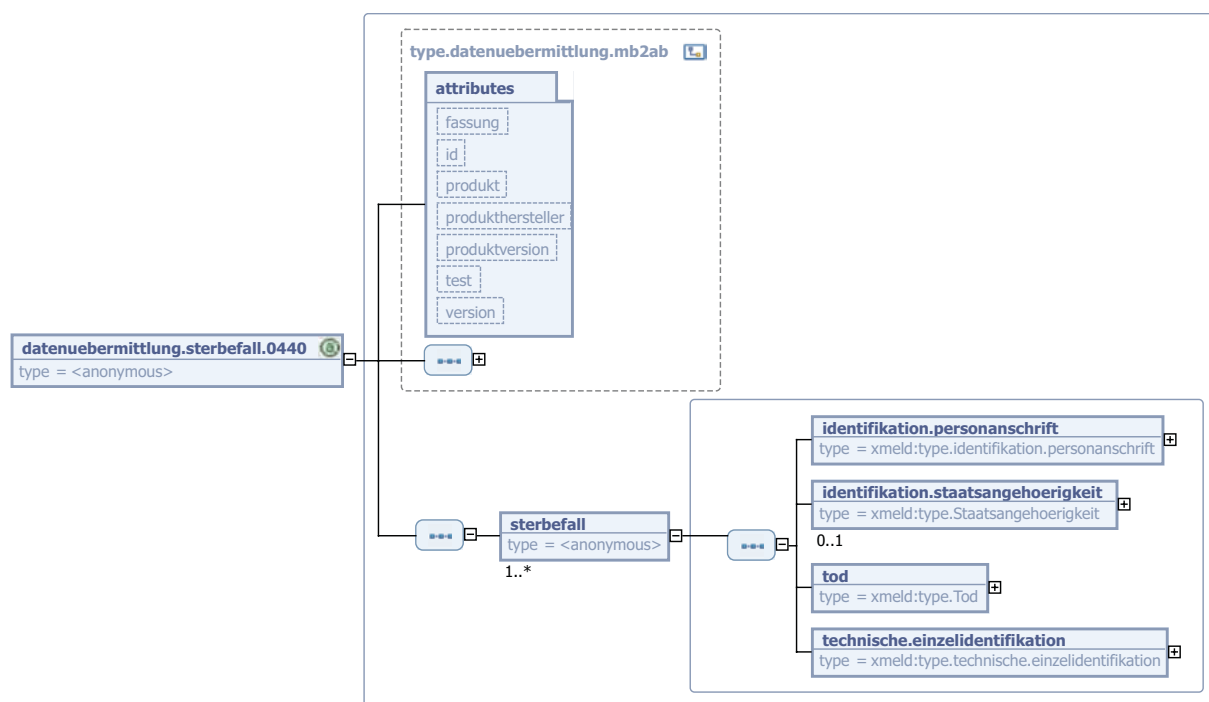 type.datenuebermittlung.mb2ab
attributes
fassung
id
produkt
produkthersteller
produktversion
test
version
datenuebermittlung.sterbefall.0440
type = <anonymous>
identifikation.personanschrift
type = xmeld:type.identifikation.personanschrift
identifikation.staatsangehoerigkeit
type = xmeld:type.Staatsangehoerigkeit
0..1
sterbefall
type = <anonymous>
1..*
tod
type = xmeld:type.Tod
technische.einzelidentifikation
type = xmeld:type.technische.einzelidentifikation